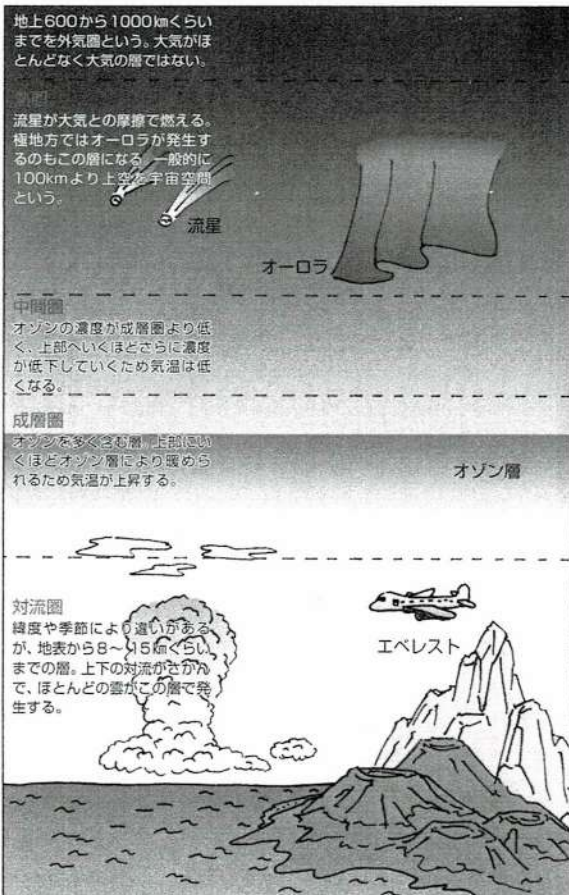 地上600から1000kmくらい
までを外気圏という。大気がほ
とんどなく大気の層ではない。
熱圏
流星が大気との摩擦で燃える。
極地方ではオーロラが発生す
るのもこの層になる。一般的に
100kmより上空を宇宙空間
という。
流星
オーロラ
中間圏
オゾンの濃度が成層圏より低
く、上部へいくほどさらに濃度
が低下していくため気温は低
くなる。
成層圏
オゾンを多く含む層。上部にい
くほどオゾン層により暖めら
れるため気温が上昇する。
オゾン層
対流圏
緯度や季節により違いがある
が、地表から8～15kmくらい
までの層。上下の対流がさかん
で、ほとんどの雲がこの層で発
生する。
エベレスト